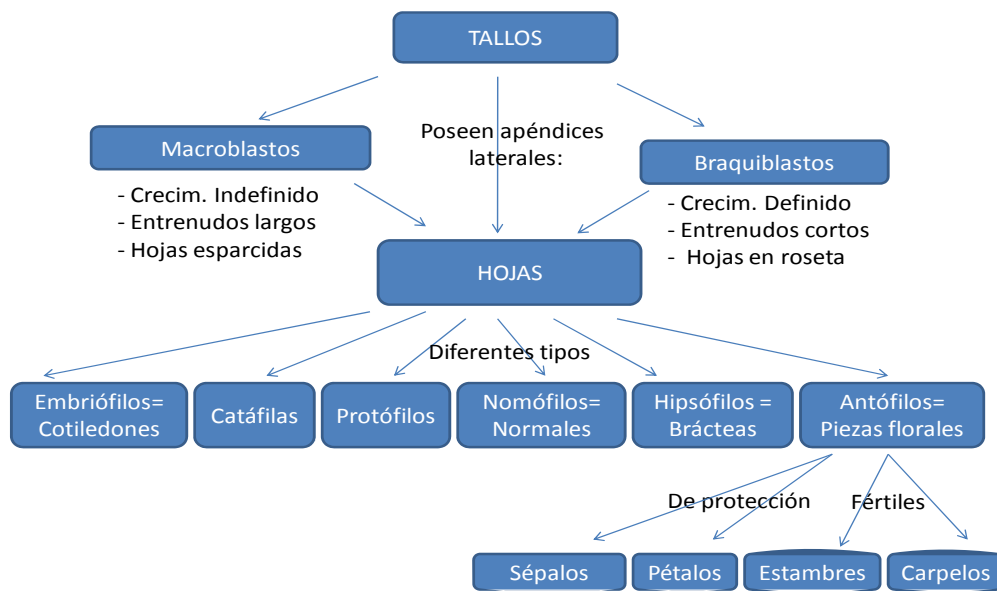 TALLOS
Poseen apéndices
laterales:
Macroblastos
- Crecim. Indefinido
- Entrenudos largos
- Hojas esparcidas
Braquiblastos
- Crecim. Definido
- Entrenudos cortos
- Hojas en roseta
HOJAS
Diferentes tipos
Embriófilos=
Cotiledones
Catáfilas
Protófilos
Nomófilos=
Normales
Hipsófilos =
Brácteas
Antófilos=
Piezas florales
De protección
Fértiles
Sépalos
Pétalos
Estambres
Carpelos